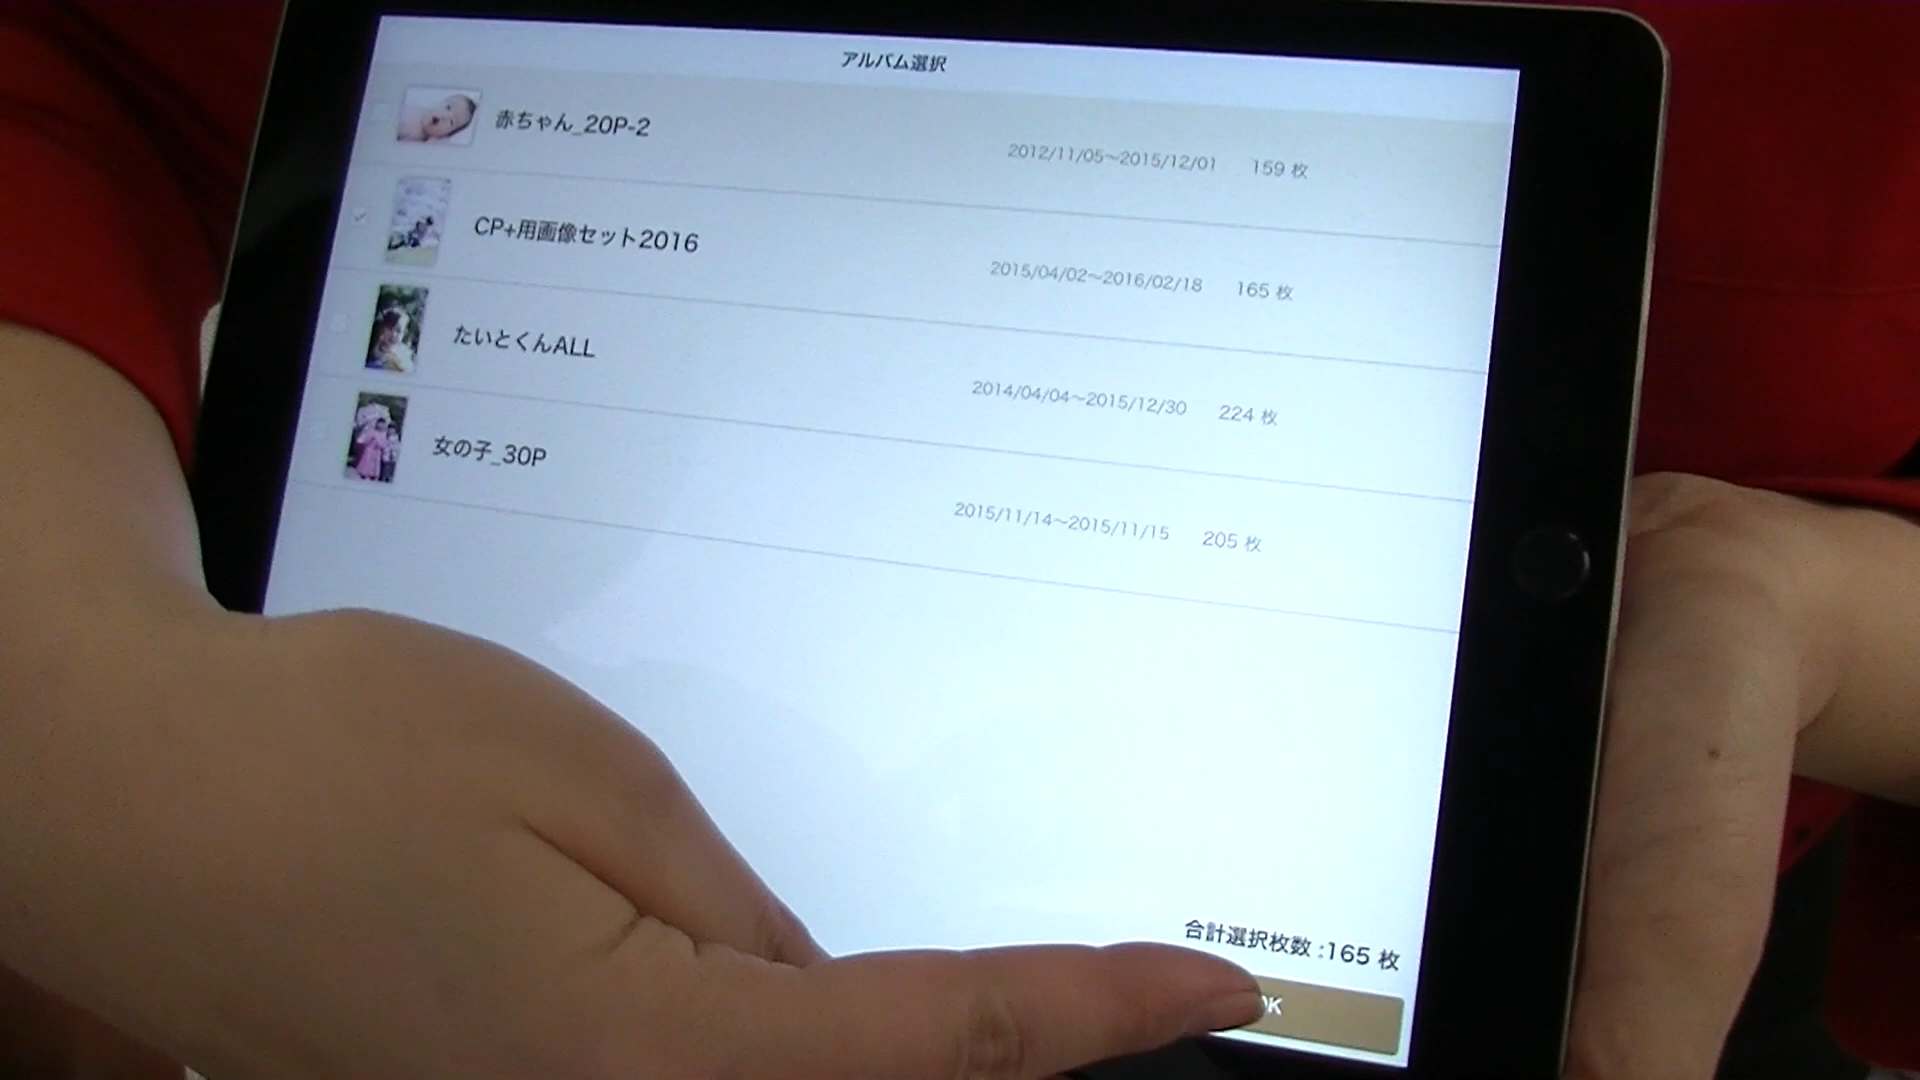 アルバム選択
赤ちゃん_20P-2
2012/11/05〜2015/12/01 159 枚
CP+用画像セット2016
2015/04/02〜2016/02/18 165 枚
たいとくんALL
2014/04/04〜2015/12/30 224 枚
女の子_30P
2015/11/14〜2015/11/15 205 枚
合計選択枚数 :165 枚
OK